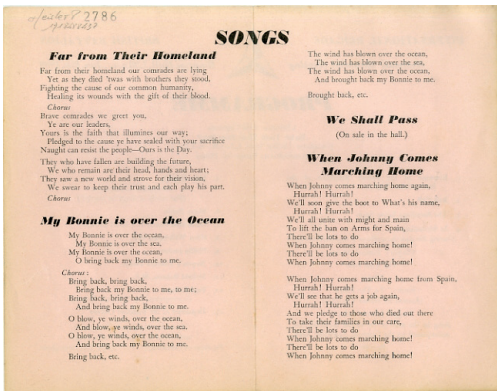 2786
SONGS
Far from Their Homeland
Far from their homeland our comrades are lying
Yet as they died 'twas with brothers they stood,
Fighting the cause of our common humanity,
Healing its wounds with the gift of their blood.
Chorus
Brave comrades we greet you,
Ye are our leaders,
Yours is the faith that illumines our way;
Pledged to the cause ye have sealed with your sacrifice
Naught can resist the people—Ours is the Day.
They who have fallen are building the future,
We who remain are their head, hands and heart;
They saw a new world and strove for their vision,
We swear to keep their trust and each play his part.
Chorus
My Bonnie is over the Ocean
My Bonnie is over the ocean,
My Bonnie is over the sea,
My Bonnie is over the ocean,
O bring back my Bonnie to me.
Chorus:
Bring back, bring back,
Bring back my Bonnie to me, to me;
Bring back, bring back,
And bring back my Bonnie to me.
O blow, ye winds, over the ocean,
And blow, ye winds, over the sea.
O blow, ye winds, over the ocean,
And bring back my Bonnie to me.
Bring back, etc.
The wind has blown over the ocean,
The wind has blown over the sea,
The wind has blown over the ocean,
And brought back my Bonnie to me.
Brought back, etc.
We Shall Pass
(On sale in the hall.)
When Johnny Comes
Marching Home
When Johnny comes marching home again,
Hurrah! Hurrah!
We'll soon give the boot to What's his name,
Hurrah! Hurrah!
We'll all unite with might and main
To lift the ban on Arms for Spain,
There'll be lots to do
When Johnny comes marching home!
There'll be lots to do
When Johnny comes marching home!
When Johnny comes marching home from Spain,
Hurrah! Hurrah!
We'll see that he gets a job again,
Hurrah! Hurrah!
And we pledge to those who died out there
To take their families in our care,
There'll be lots to do
When Johnny comes marching home!
There'll be lots to do
When Johnny comes marching home!